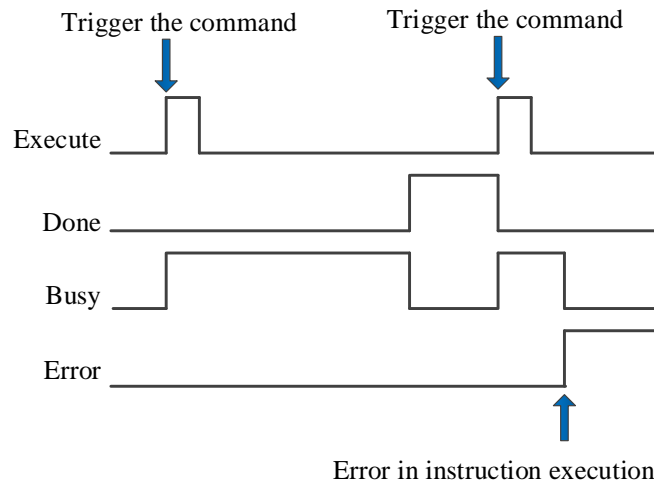 Trigger the command
Trigger the command
Execute
Done
Busy
Error
Error in instruction execution